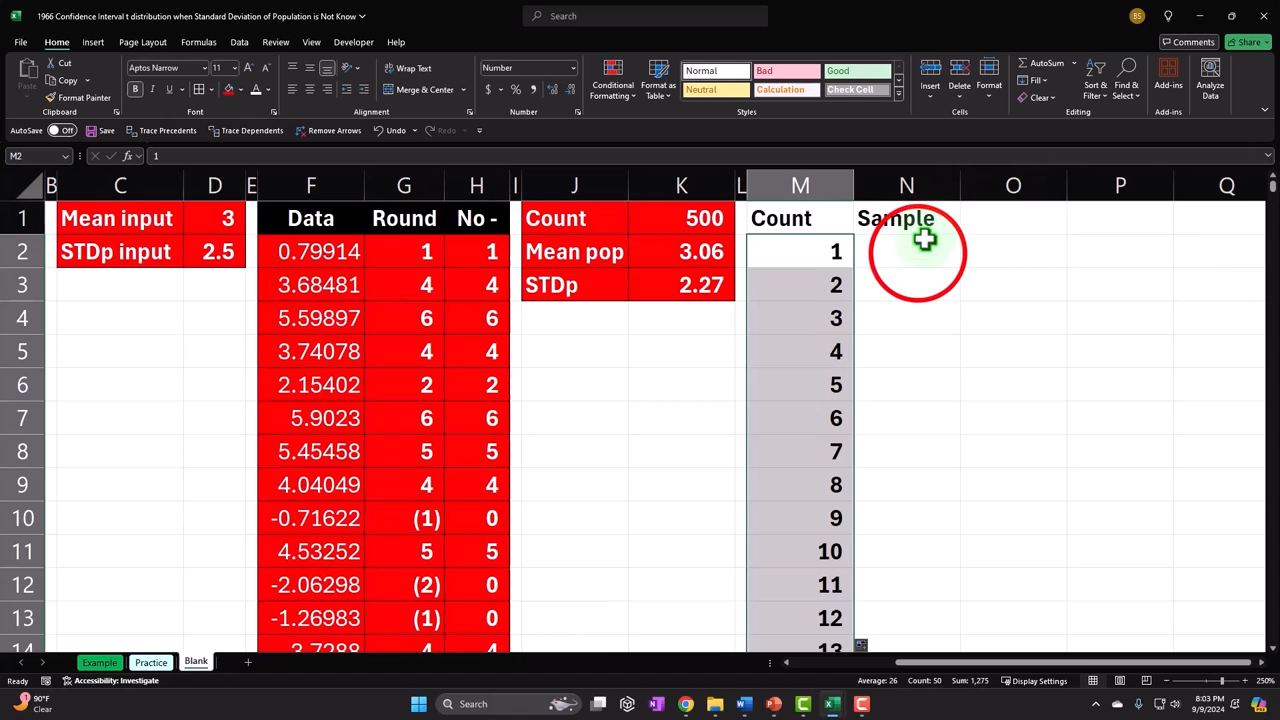 1966 Confidence Interval t distribution when Standard Deviation of Population is Not Know
Search
BS
File Home Insert Page Layout Formulas Data Review View Developer Help
Comments Share
Cut
Copy
Format Painter
Paste
Clipboard
Aptos Narrow 11
Font
Wrap Text
Merge & Center
Alignment
Number
Number
Conditional Formatting
Format as Table
Normal Bad Good
Neutral Calculation Check Cell
Styles
Insert Delete Format
Cells
AutoSum
Fill
Clear
Sort & Filter
Find & Select
Editing
Add-ins
Add-ins
Analyze Data
AutoSave Off Save Trace Precedents Trace Dependents Remove Arrows Undo Redo
M2 fx 1
B C D E F G H I J K L M N O P Q
1 Mean input 3 Data Round No - Count 500 Count Sample
2 STDp input 2.5 0.79914 1 1 Mean pop 3.06 1
3 3.68481 4 4 STDp 2.27 2
4 5.59897 6 6 3
5 3.74078 4 4 4
6 2.15402 2 2 5
7 5.9023 6 6 6
8 5.45458 5 5 7
9 4.04049 4 4 8
10 -0.71622 (1) 0 9
11 4.53252 5 5 10
12 -2.06298 (2) 0 11
13 -1.26983 (1) 0 12
14 3.7288 4 4 13
Example Practice Blank
Ready Accessibility: Investigate Average: 26 Count: 50 Sum: 1,275 Display Settings 250%
90°F
Clear
Search
8:03 PM
9/9/2024